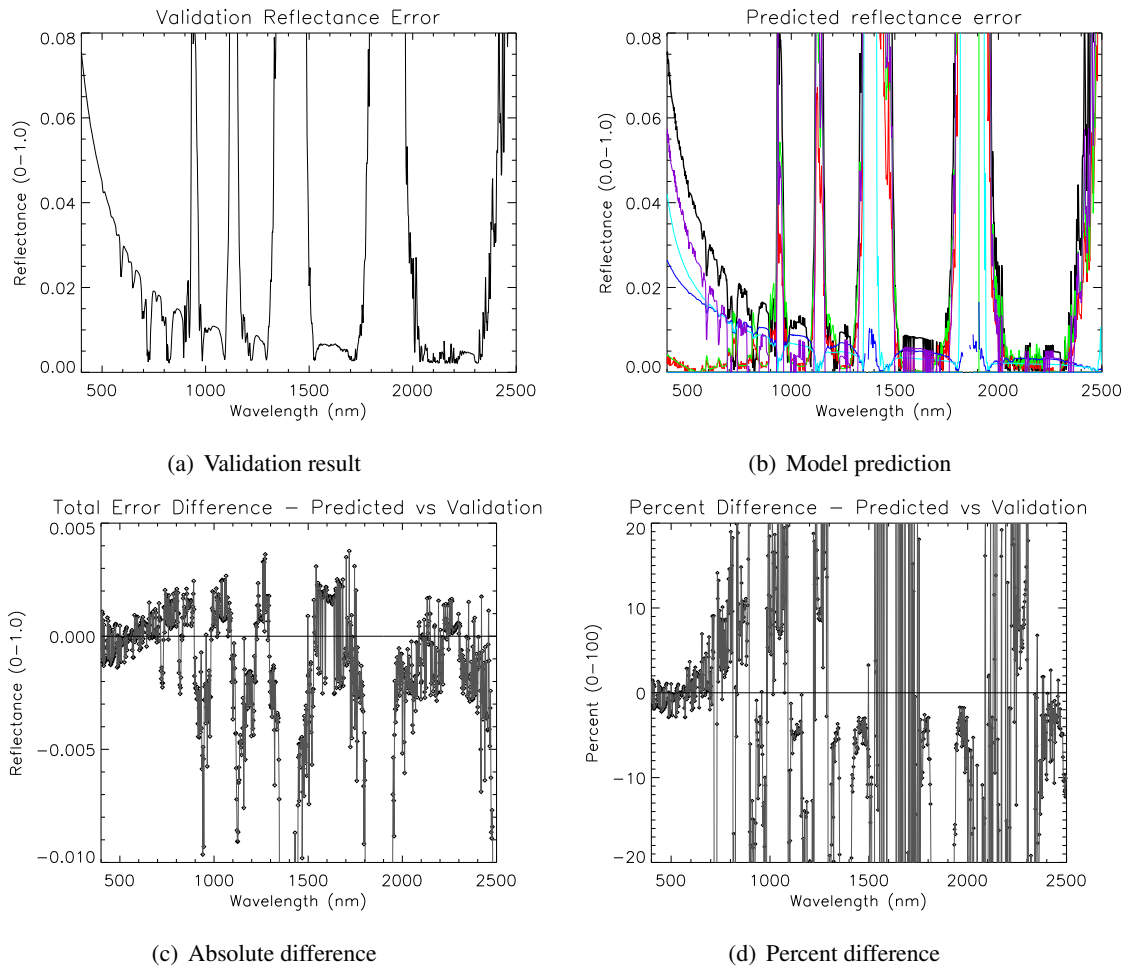 Validation Reflectance Error
Reflectance (0−1.0)
0.08
0.06
0.04
0.02
0.00
500 1000 1500 2000 2500
Wavelength (nm)
(a) Validation result
Predicted reflectance error
Reflectance (0.0−1.0)
0.08
0.06
0.04
0.02
0.00
500 1000 1500 2000 2500
Wavelength (nm)
(b) Model prediction
Total Error Difference − Predicted vs Validation
Reflectance (0−1.0)
0.005
0.000
−0.005
−0.010
500 1000 1500 2000 2500
Wavelength (nm)
(c) Absolute difference
Percent Difference − Predicted vs Validation
Percent (0−100)
20
10
0
−10
−20
500 1000 1500 2000 2500
Wavelength (nm)
(d) Percent difference